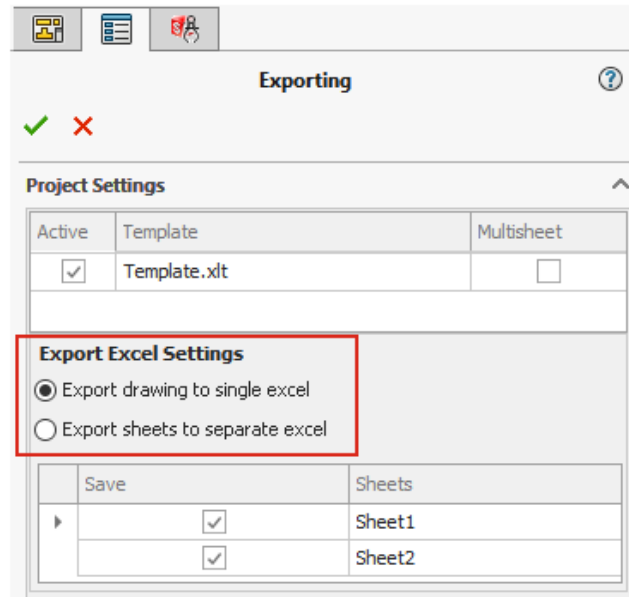 Exporting
Project Settings
Active Template Multisheet
Template.xlt
Export Excel Settings
Export drawing to single excel
Export sheets to separate excel
Save Sheets
Sheet1
Sheet2